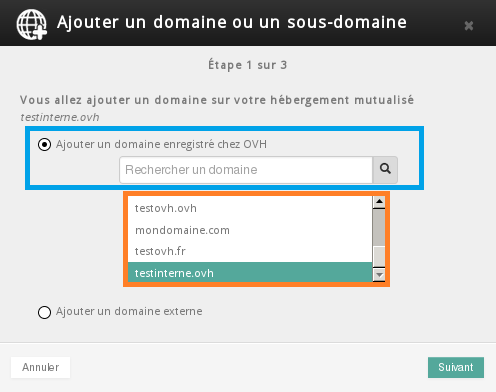 Ajouter un domaine ou un sous-domaine
Étape 1 sur 3
Vous allez ajouter un domaine sur votre hébergement mutualisé
testinterne.ovh
Ajouter un domaine enregistré chez OVH
Rechercher un domaine
testovh.ovh
mondomaine.com
testovh.fr
testinterne.ovh
Ajouter un domaine externe
Annuler
Suivant